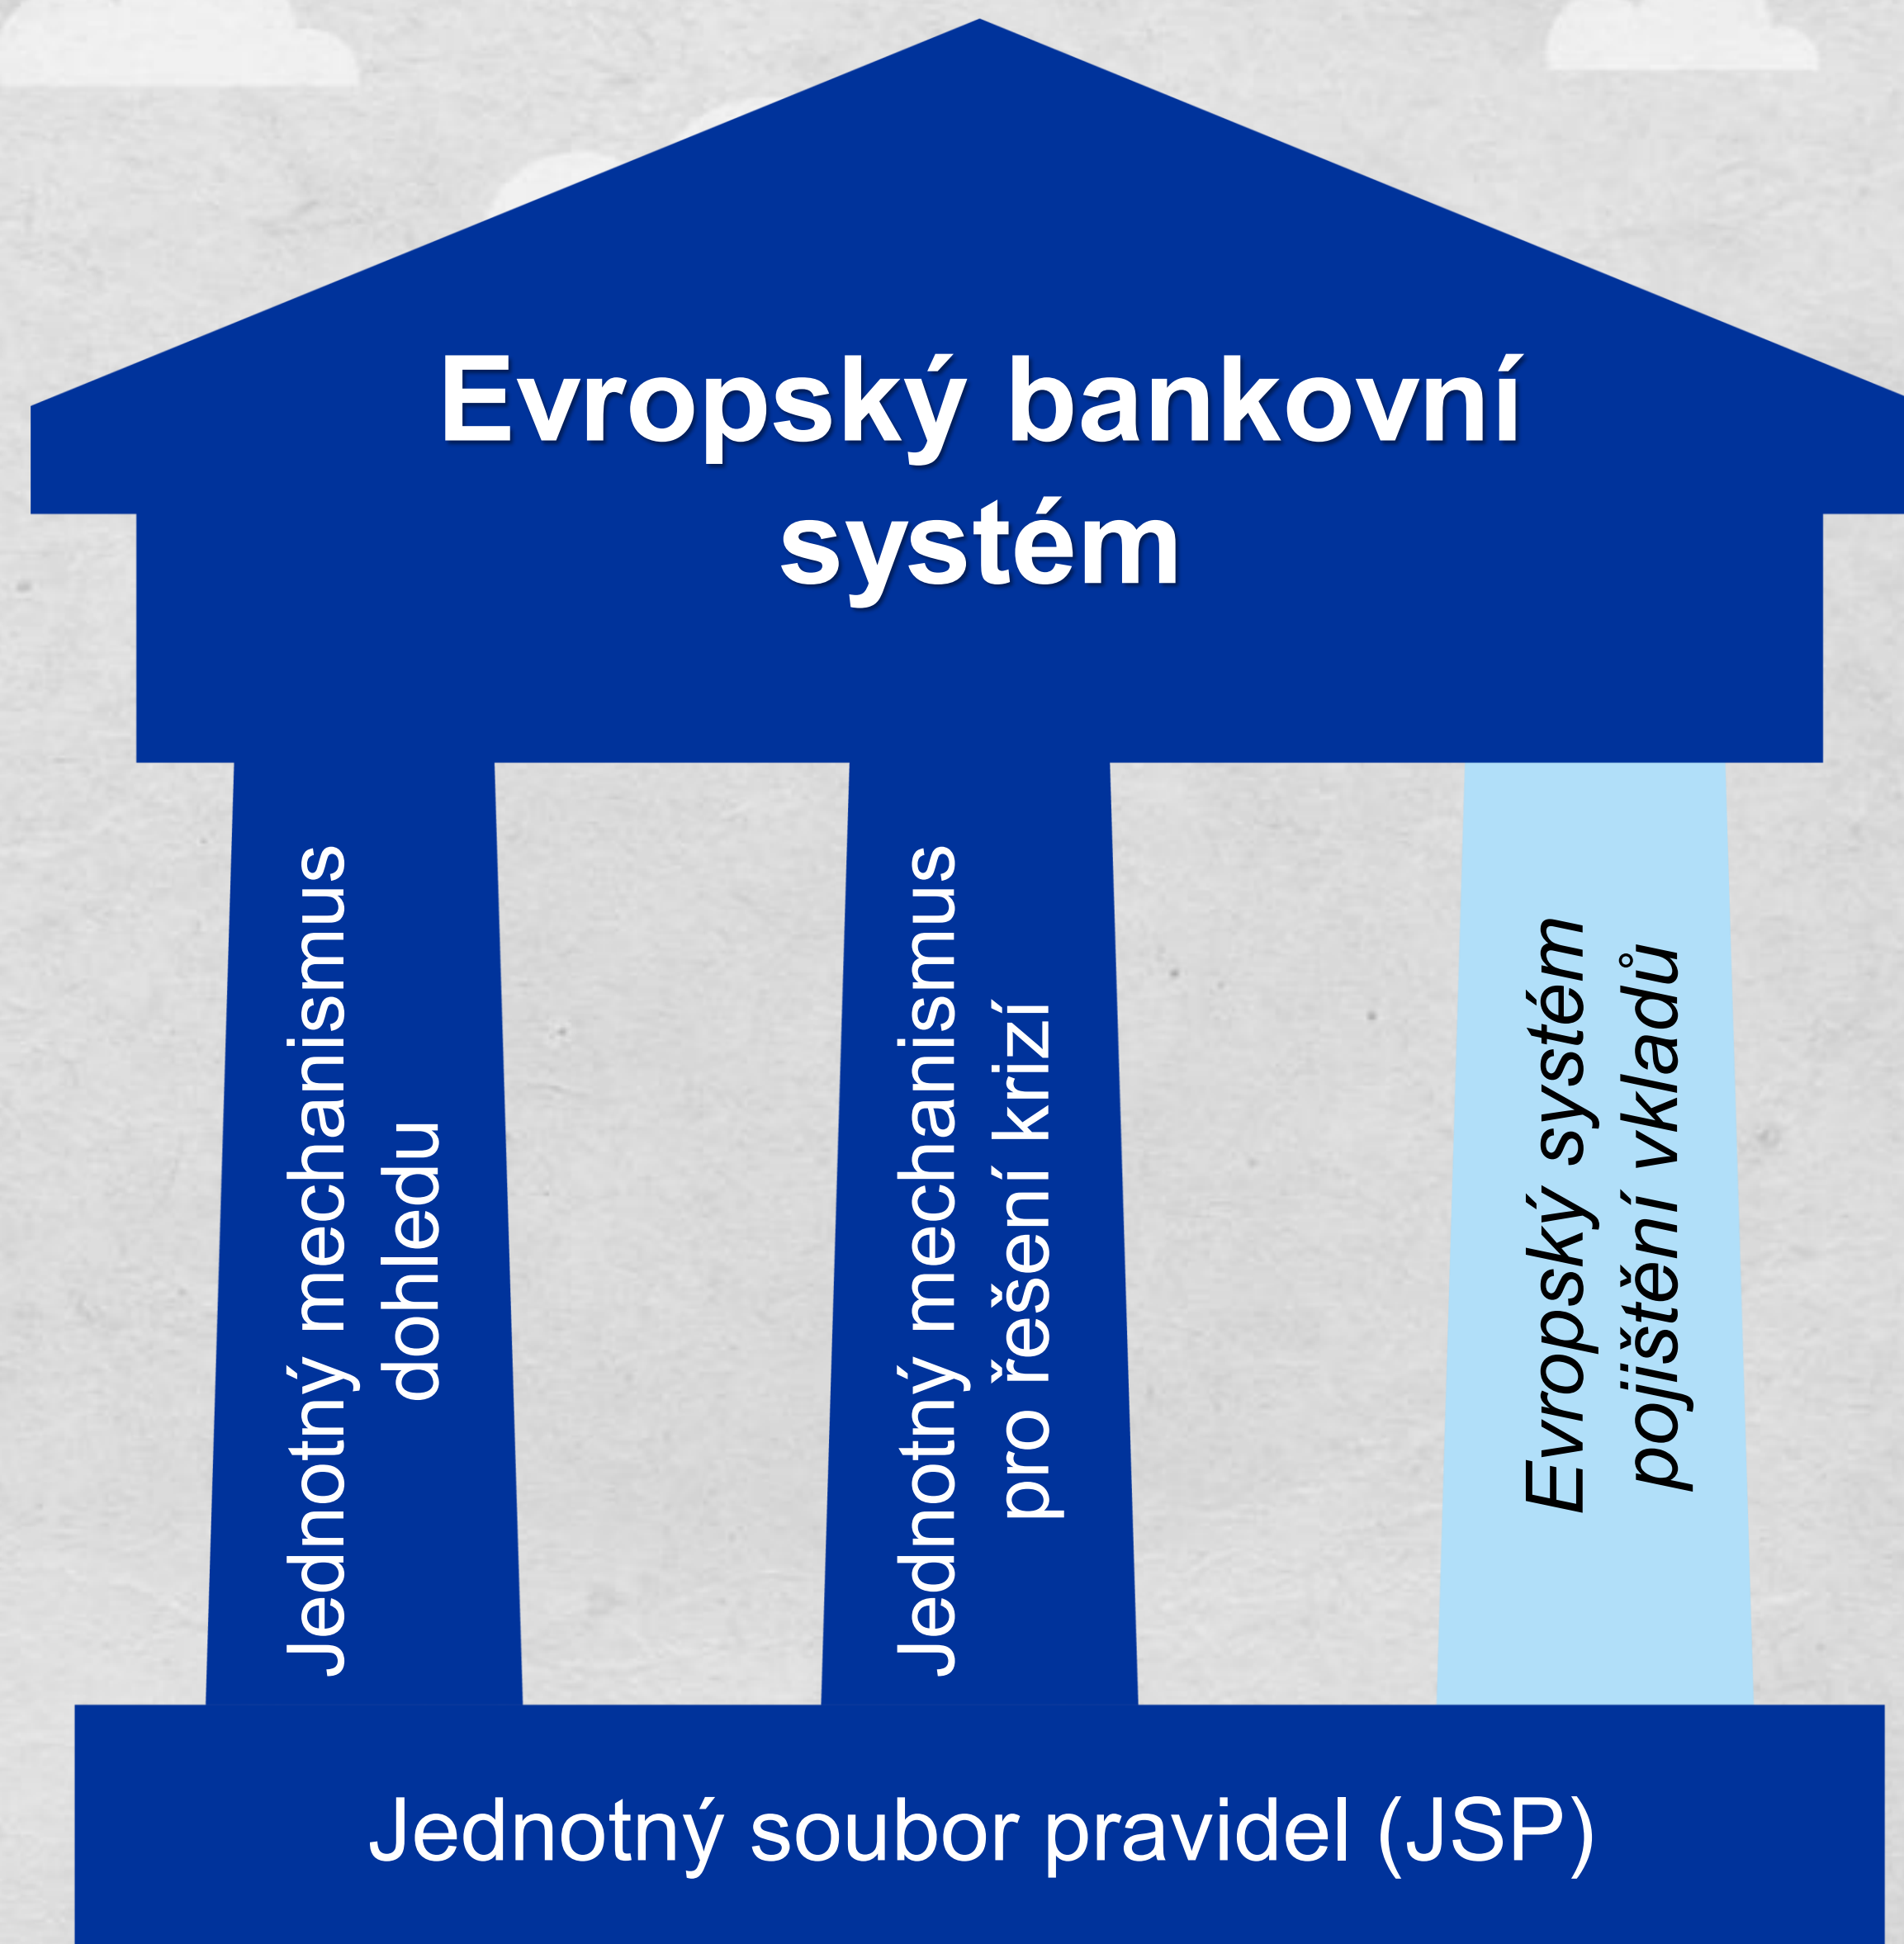 Evropský bankovní
systém
Jednotný mechanismus
dohledu
Jednotný mechanismus
pro řešení krizí
Evropský systém
pojištění vkladů
Jednotný soubor pravidel (JSP)